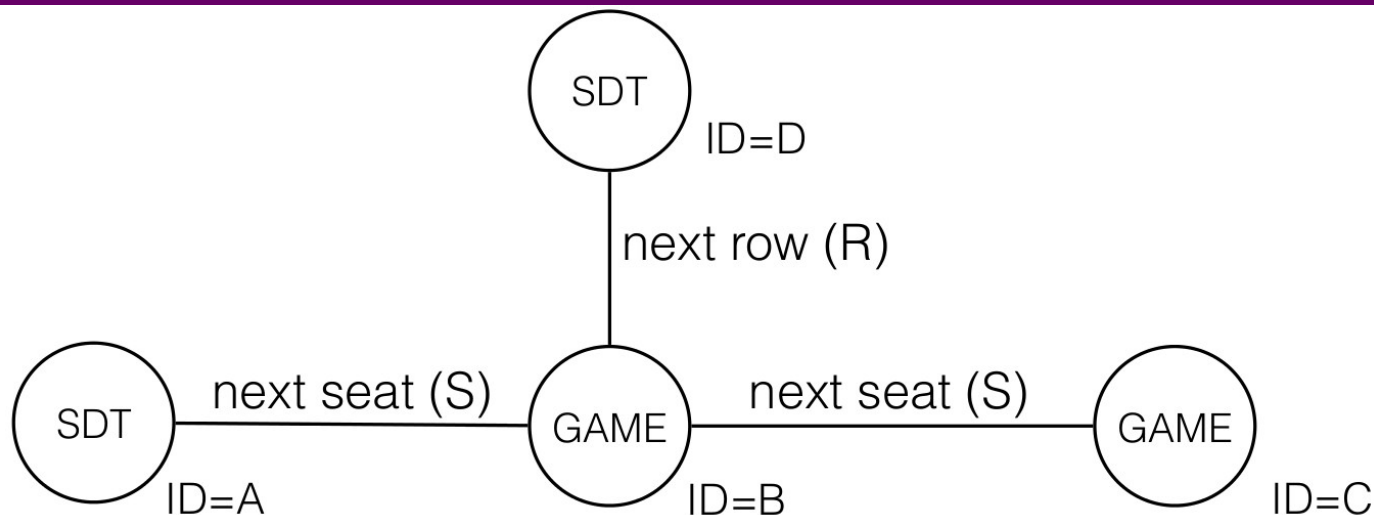 SDT
ID=D
next row (R)
next seat (S)
next seat (S)
SDT
GAME
GAME
ID=A
ID=B
ID=C